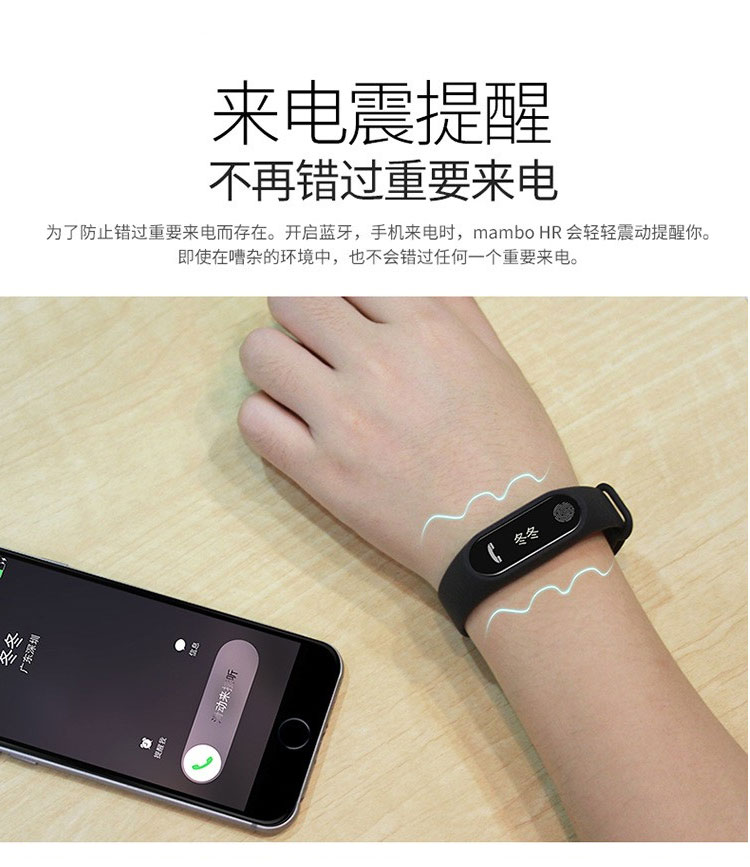 来电震提醒
不再错过重要来电
为了防止错过重要来电而存在。开启蓝牙，手机来电时，mambo HR 会轻轻震动提醒你。
即使在嘈杂的环境中，也不会错过任何一个重要来电。
冬冬
冬冬
广东深圳
信息
提醒我
滑动来接听